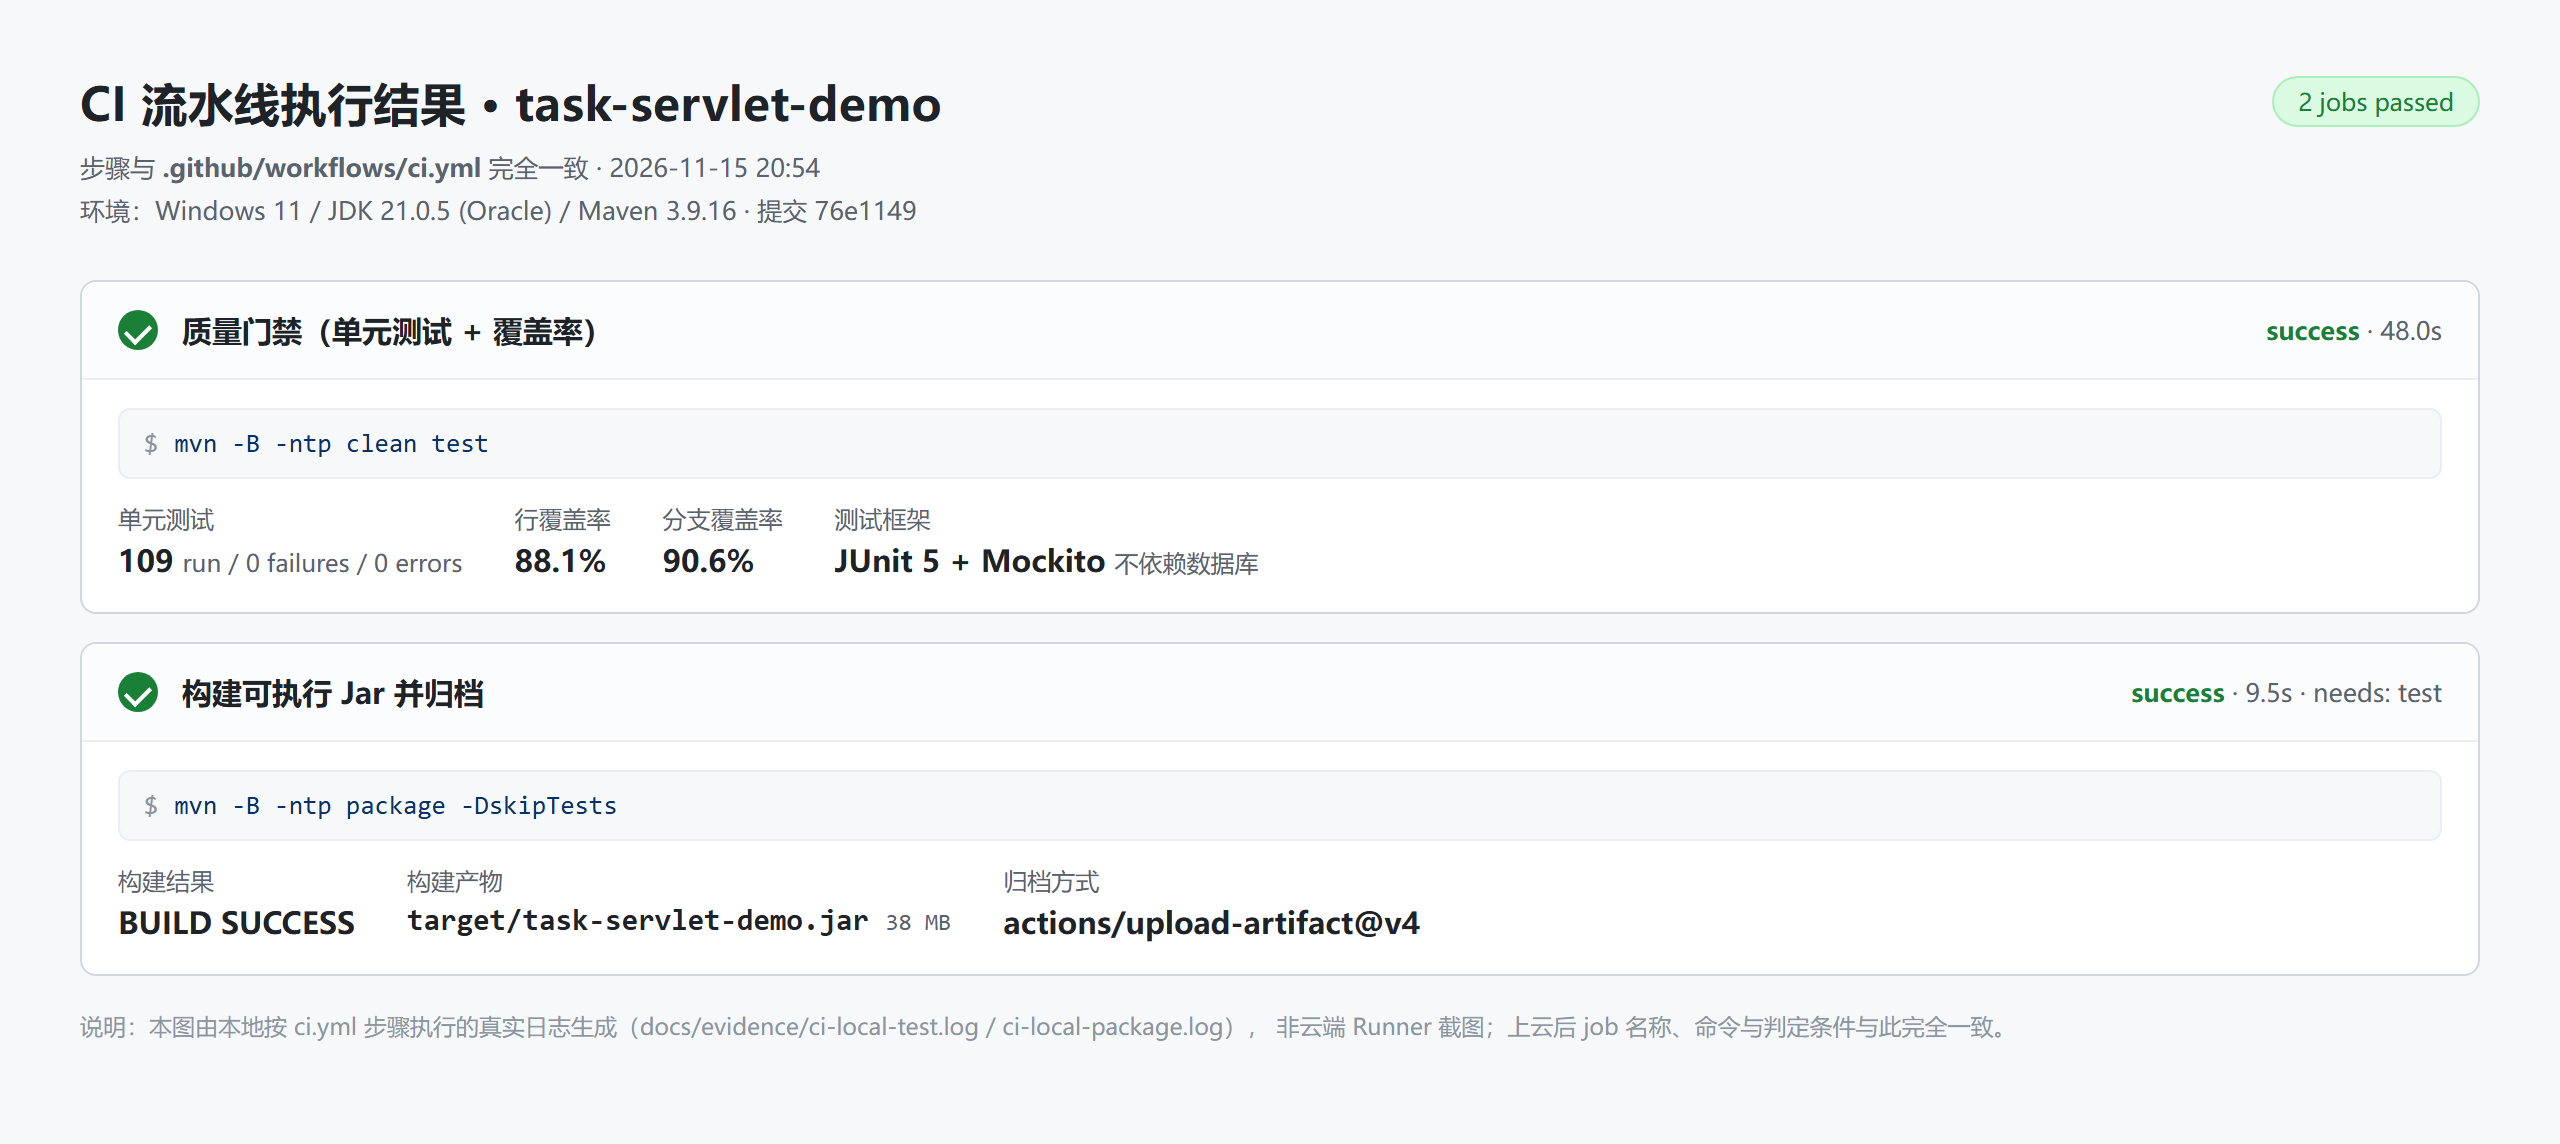 CI 流水线执行结果 • task-servlet-demo
2 jobs passed
步骤与 .github/workflows/ci.yml 完全一致 · 2026-11-15 20:54
环境：Windows 11 / JDK 21.0.5 (Oracle) / Maven 3.9.16 · 提交 76e1149
质量门禁（单元测试 + 覆盖率）
success · 48.0s
$ mvn -B -ntp clean test
单元测试 行覆盖率 分支覆盖率 测试框架
109 run / 0 failures / 0 errors 88.1% 90.6% JUnit 5 + Mockito 不依赖数据库
构建可执行 Jar 并归档
success · 9.5s · needs: test
$ mvn -B -ntp package -DskipTests
构建结果 构建产物 归档方式
BUILD SUCCESS target/task-servlet-demo.jar 38 MB actions/upload-artifact@v4
说明：本图由本地按 ci.yml 步骤执行的真实日志生成（docs/evidence/ci-local-test.log / ci-local-package.log）， 非云端 Runner 截图；上云后 job 名称、命令与判定条件与此完全一致。